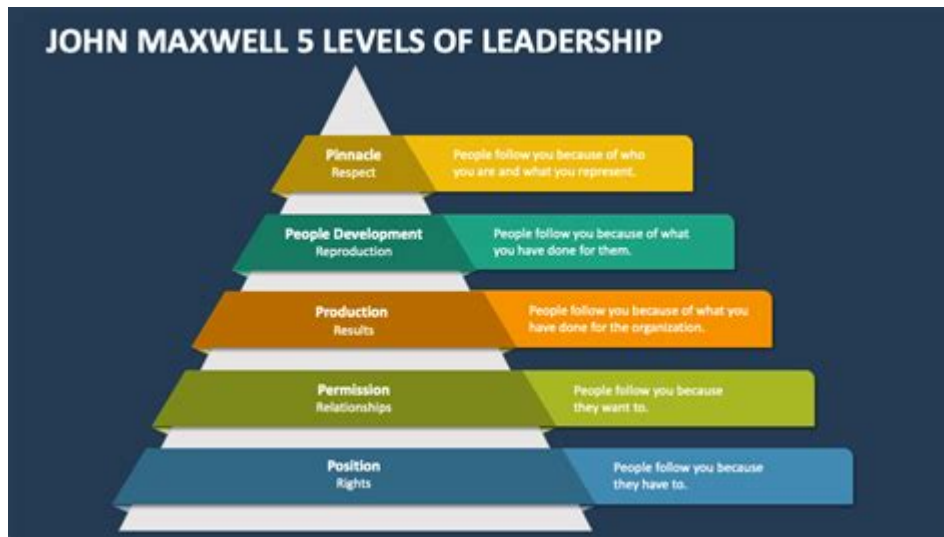 JOHN MAXWELL 5 LEVELS OF LEADERSHIP
Pinnacle
Respect
People follow you because of who
you are and what you represent.
People Development
Reproduction
People follow you because of what
you have done for them.
Production
Results
People follow you because of what you
have done for the organization.
Permission
Relationships
People follow you because
they want to.
Position
Rights
People follow you because
they have to.